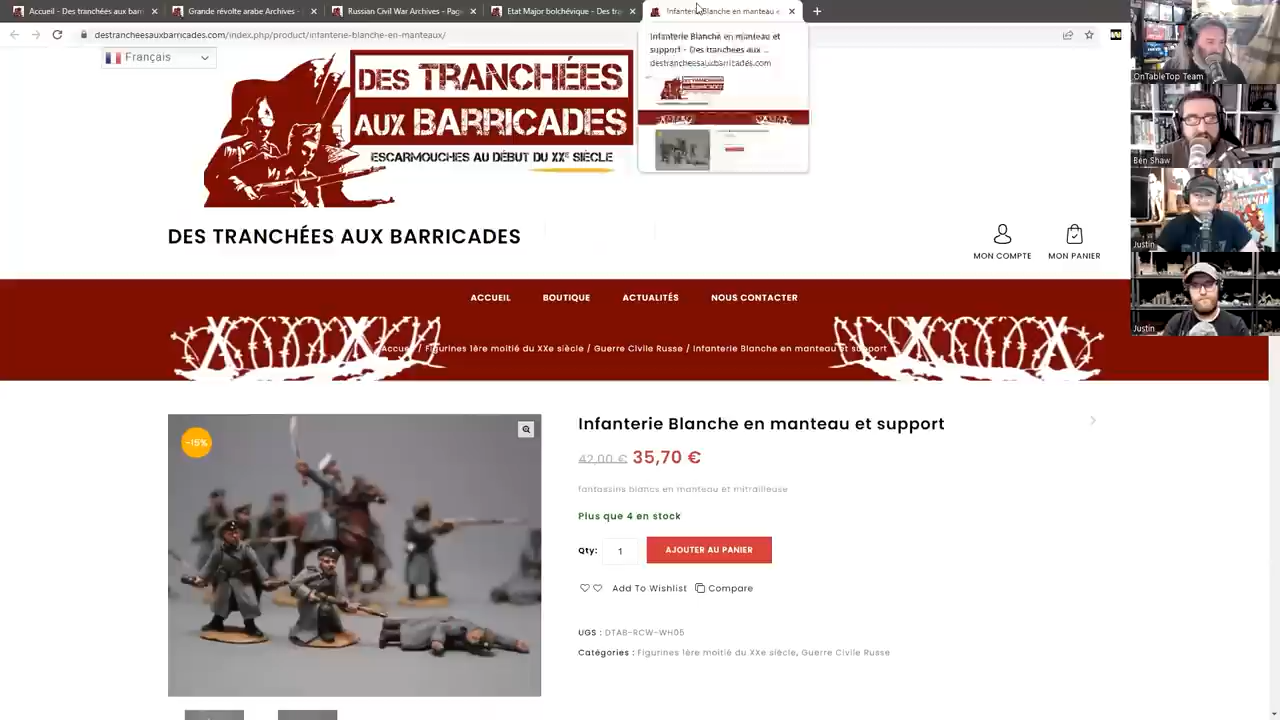 Accueil - Des tranchées aux bar
Grande révolte arabe Archives -
Russian Civil War Archives - Page
Etat Major bolchévique - Des tra
Infanterie Blanche en manteau e
destrancheesauxbarricades.com/index.php/product/infanterie-blanche-en-manteaux/
Infanterie Blanche en manteau et
support - Des tranchées aux ...
destrancheesauxbarricades.com
Français
DES TRANCHÉES
AUX BARRICADES
ESCARMOUCHES AU DÉBUT DU XXE SIÈCLE
DES TRANCHÉES AUX BARRICADES
MON COMPTE
MON PANIER
ACCUEIL
BOUTIQUE
ACTUALITÉS
NOUS CONTACTER
Accueil / Figurines 1ère moitié du XXe siècle / Guerre Civile Russe / Infanterie Blanche en manteau et support
-15%
Infanterie Blanche en manteau et support
42,00 € 35,70 €
fantassins blancs en manteau et mitrailleuse
Plus que 4 en stock
Qty: 1 AJOUTER AU PANIER
Add To Wishlist Compare
UGS : DTAB-RCW-WH05
Catégories : Figurines 1ère moitié du XXe siècle, Guerre Civile Russe
OnTableTop Team
Ben Shaw
Justin
Justin